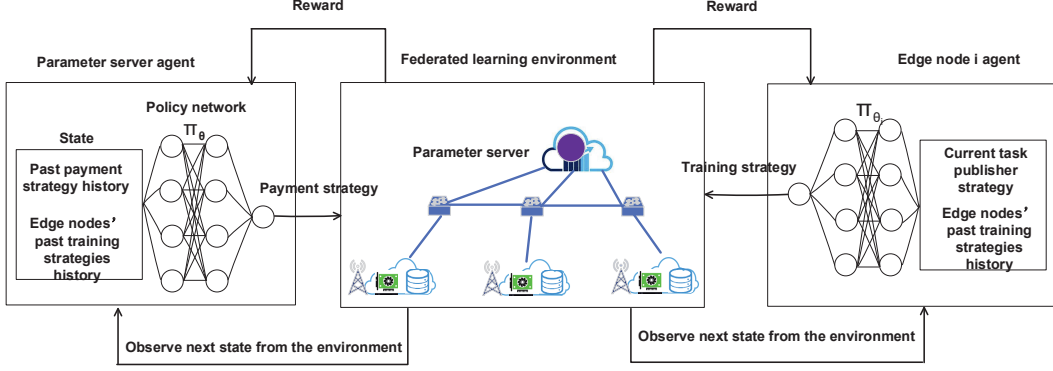 Reward
Reward
Parameter server agent
Federated learning environment
Edge node i agent
Policy network
πθ
State
Past payment
strategy history
Edge nodes’
past training
strategies
history
Payment strategy
Parameter server
Training strategy
πθi
Current task
publisher
strategy
Edge nodes’
past training
strategies
history
Observe next state from the environment
Observe next state from the environment